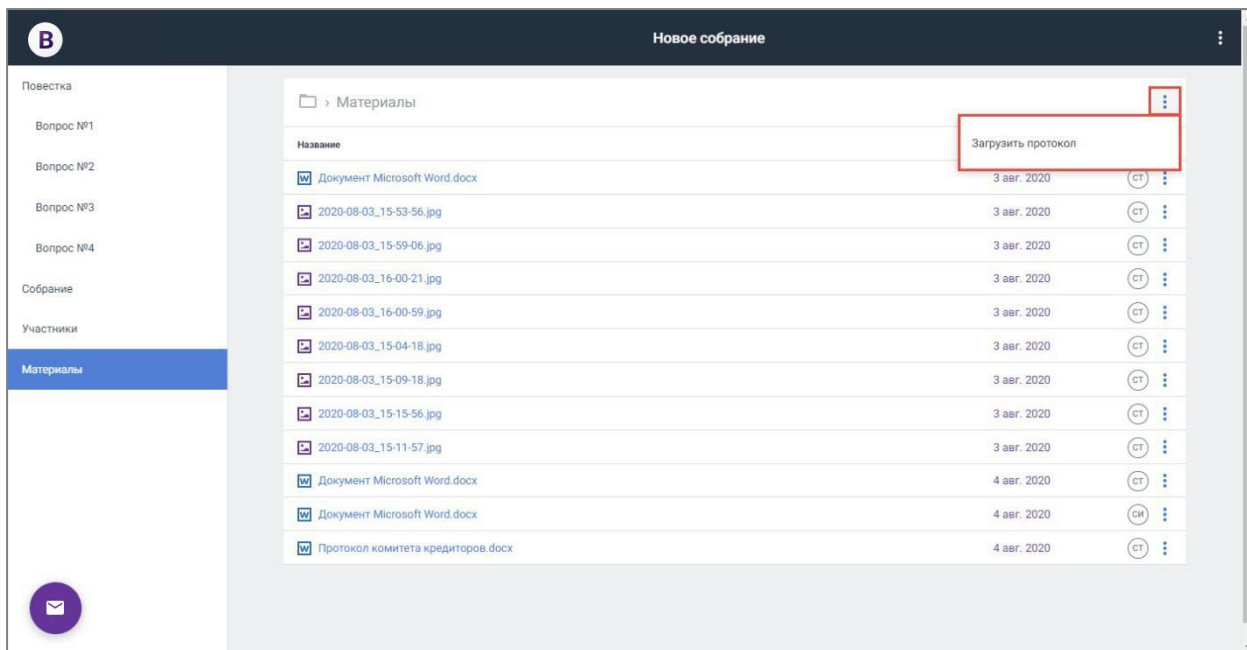 B
Новое собрание
Повестка
Вопрос №1
Вопрос №2
Вопрос №3
Вопрос №4
Собрание
Участники
Материалы
› Материалы
Загрузить протокол
Название
Документ Microsoft Word.docx 3 авг. 2020 СТ
2020-08-03_15-53-56.jpg 3 авг. 2020 СТ
2020-08-03_15-59-06.jpg 3 авг. 2020 СТ
2020-08-03_16-00-21.jpg 3 авг. 2020 СТ
2020-08-03_16-00-59.jpg 3 авг. 2020 СТ
2020-08-03_15-04-18.jpg 3 авг. 2020 СТ
2020-08-03_15-09-18.jpg 3 авг. 2020 СТ
2020-08-03_15-15-56.jpg 3 авг. 2020 СТ
2020-08-03_15-11-57.jpg 3 авг. 2020 СТ
Документ Microsoft Word.docx 4 авг. 2020 СТ
Документ Microsoft Word.docx 4 авг. 2020 СИ
Протокол комитета кредиторов.docx 4 авг. 2020 СТ